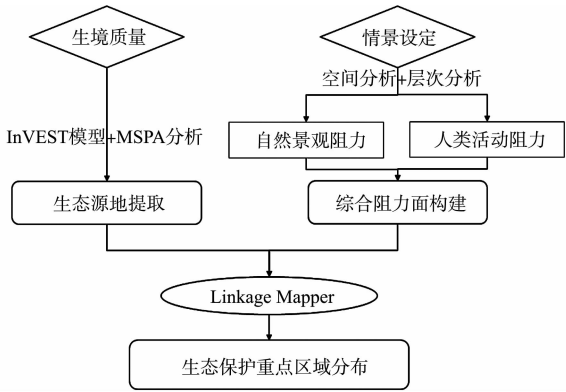 生境质量
情景设定
空间分析+层次分析
InVEST模型+MSPA分析
自然景观阻力
人类活动阻力
生态源地提取
综合阻力面构建
Linkage Mapper
生态保护重点区域分布